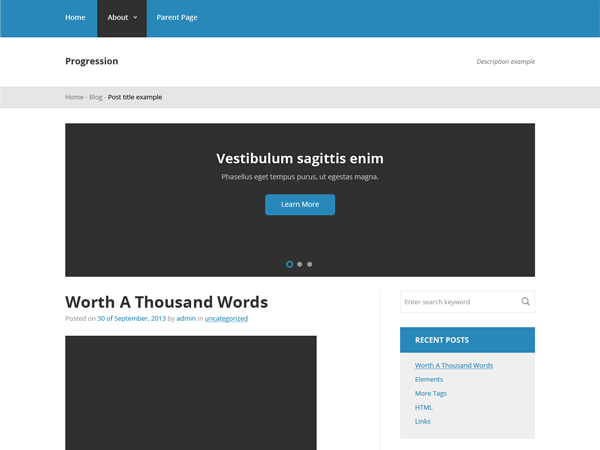 Home About Parent Page
Progression
Description example
Home - Blog - Post title example
Vestibulum sagittis enim
Phasellus eget tempus purus, ut egestas magna.
Learn More
Worth A Thousand Words
Posted on 30 of September, 2013 by admin in uncategorized
Enter search keyword
RECENT POSTS
Worth A Thousand Words
Elements
More Tags
HTML
Links